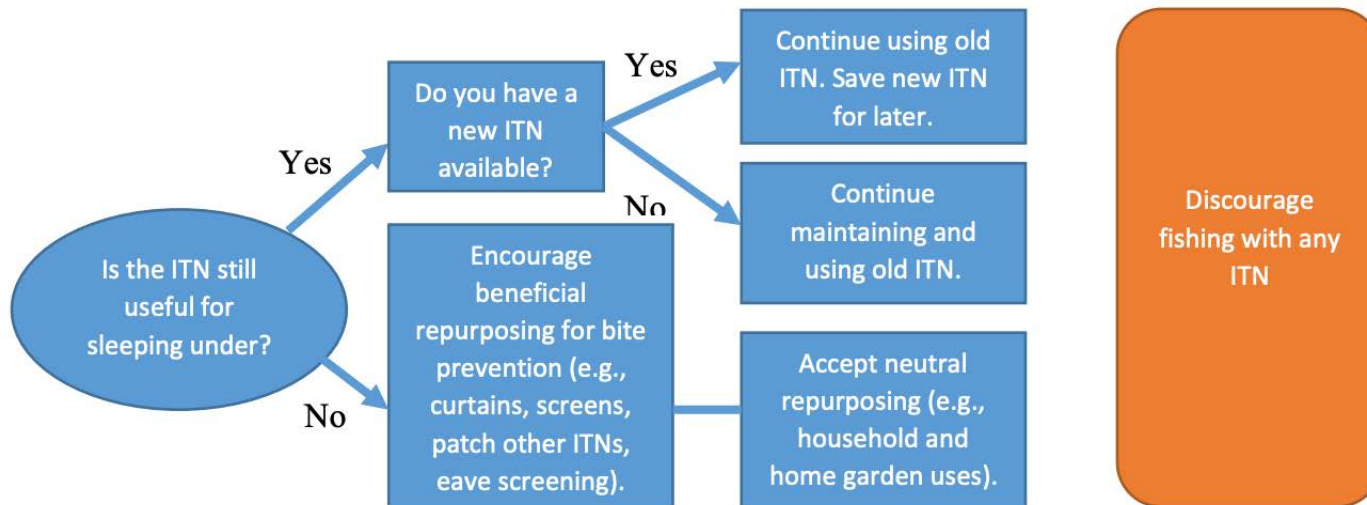 Is the ITN still
useful for
sleeping under?
Yes
Do you have a
new ITN
available?
Yes
Continue using old
ITN. Save new ITN
for later.
No
Continue
maintaining and
using old ITN.
No
Encourage
beneficial
repurposing for bite
prevention (e.g.,
curtains, screens,
patch other ITNs,
eave screening).
Accept neutral
repurposing (e.g.,
household and
home garden uses).
Discourage
fishing with any
ITN